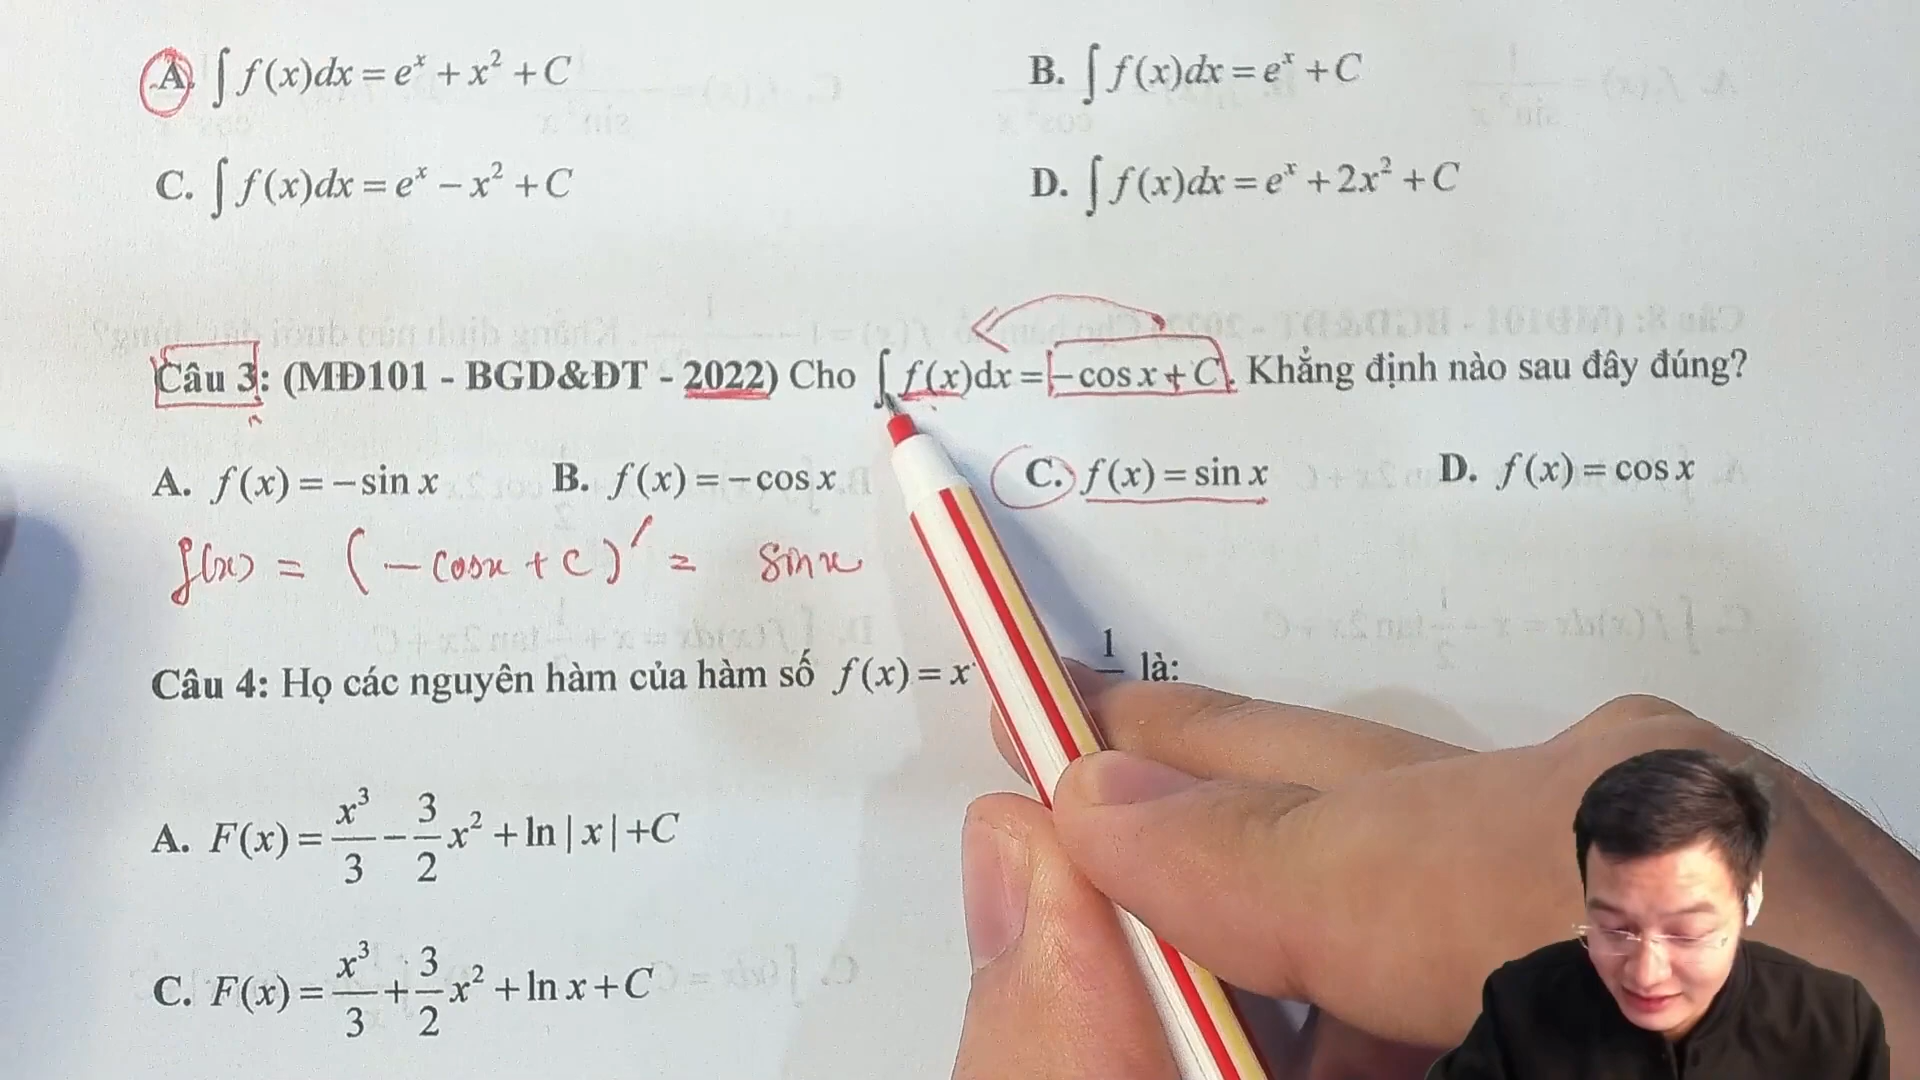 A. ∫ f(x)dx = eˣ + x² + C B. ∫ f(x)dx = eˣ + C
C. ∫ f(x)dx = eˣ − x² + C D. ∫ f(x)dx = eˣ + 2x² + C
Câu 3: (MĐ101 - BGD&ĐT - 2022) Cho ∫ f(x)dx = −cos x + C. Khẳng định nào sau đây đúng?
A. f(x) = −sin x B. f(x) = −cos x C. f(x) = sin x D. f(x) = cos x
f(x) = (−cosx + C)′ = sinx
Câu 4: Họ các nguyên hàm của hàm số f(x) = x 1 là:
A. F(x) = x³/3 − 3/2 x² + ln|x| + C
C. F(x) = x³/3 + 3/2 x² + ln x + C